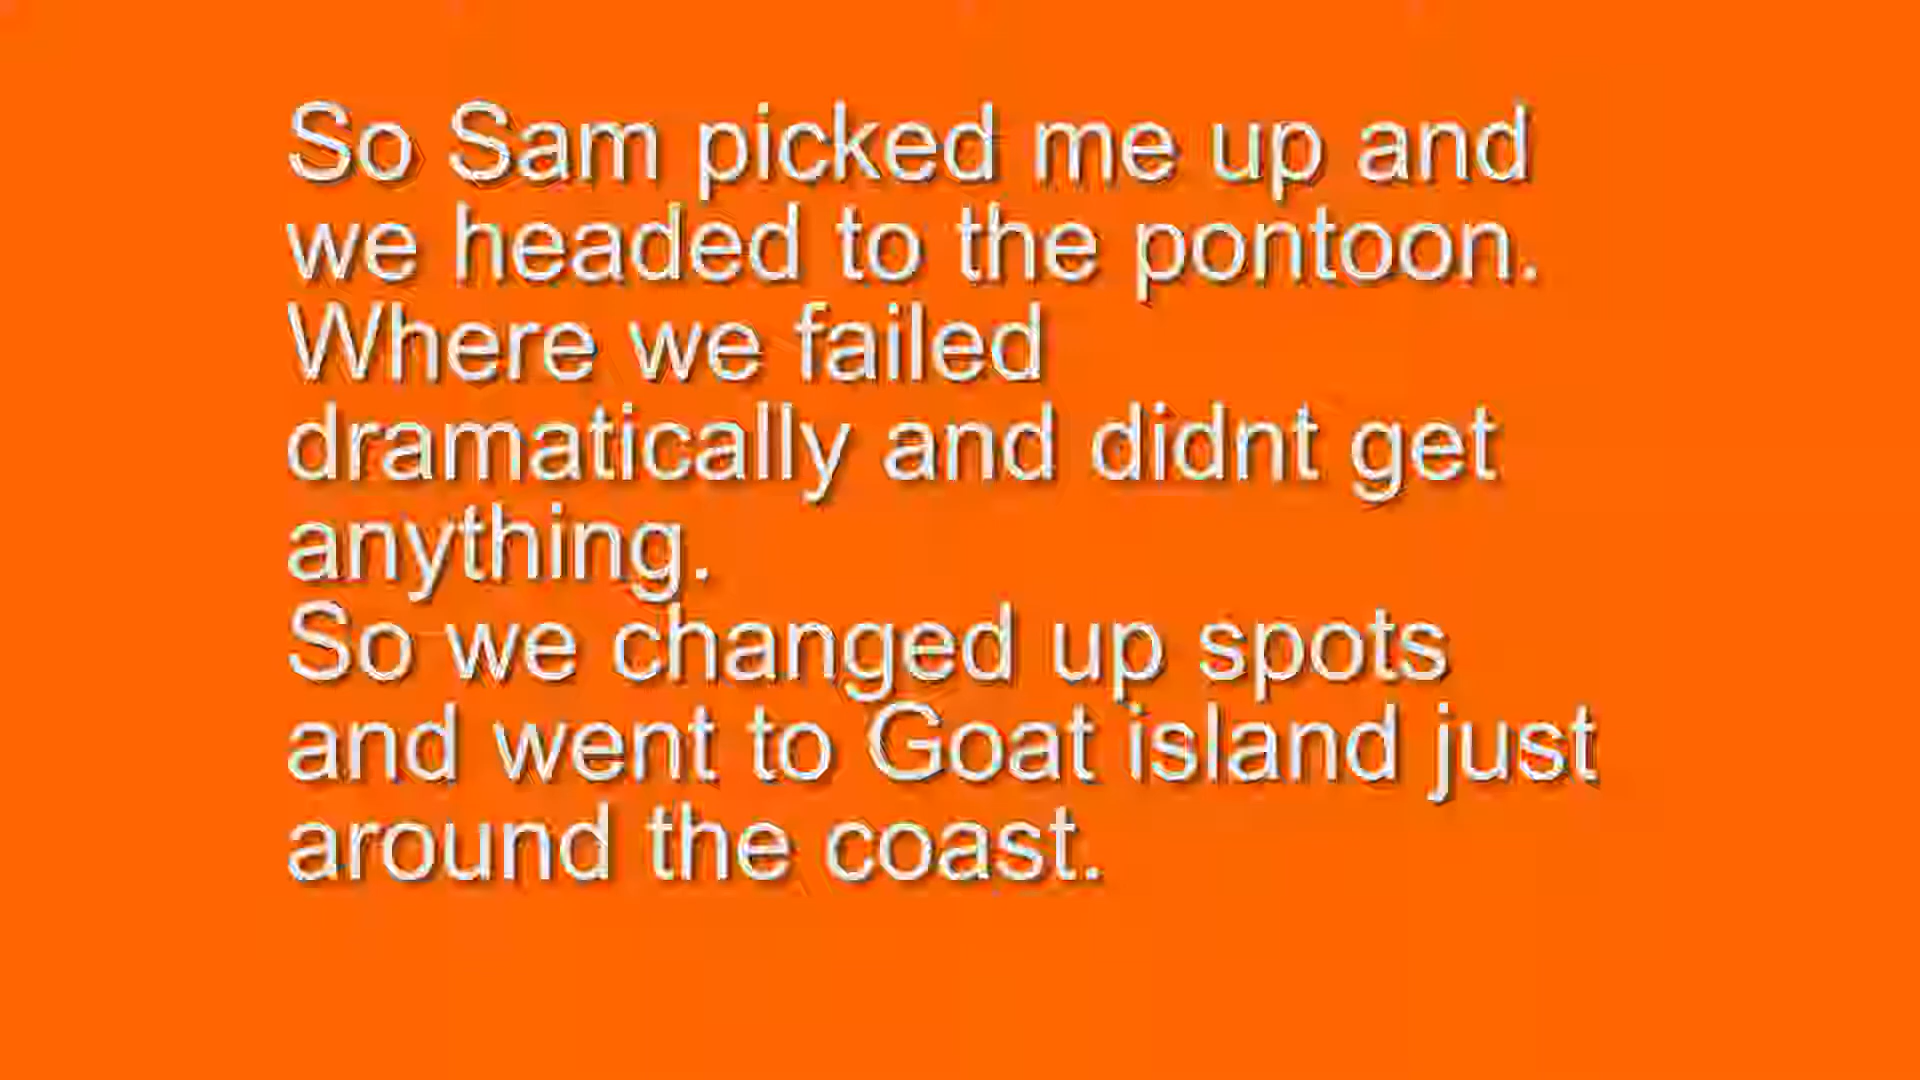 So Sam picked me up and
we headed to the pontoon.
Where we failed
dramatically and didnt get
anything.
So we changed up spots
and went to Goat island just
around the coast.